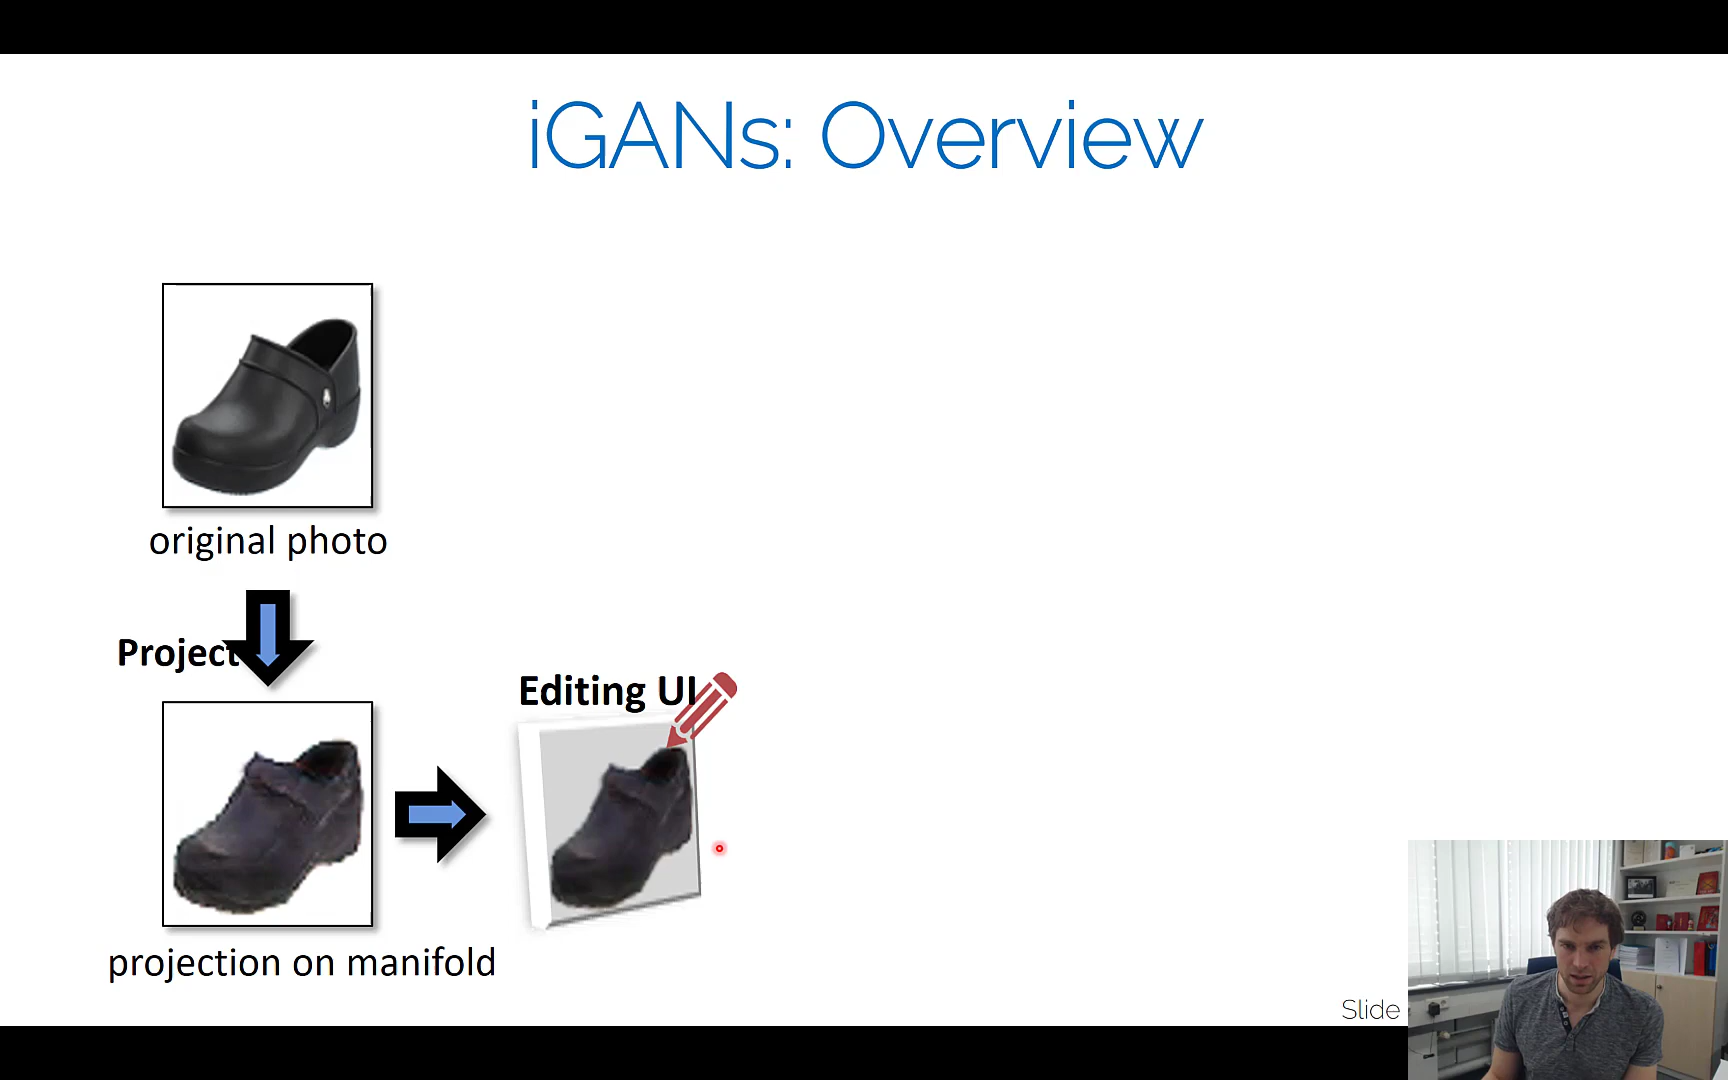 iGANs: Overview
original photo
Project
Editing UI
projection on manifold
Slide